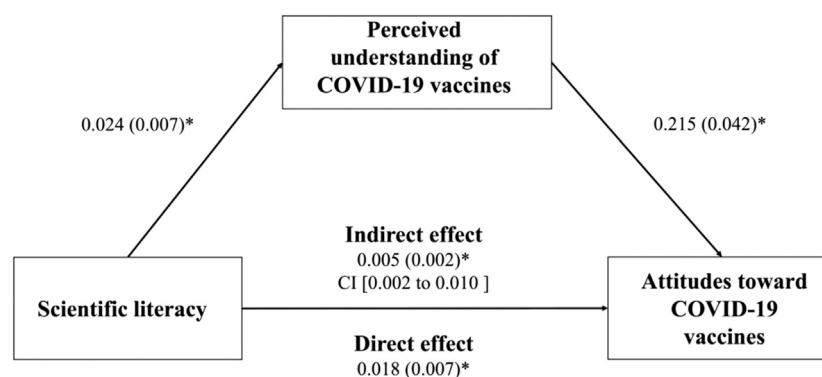 Perceived
understanding of
COVID-19 vaccines
0.024 (0.007)*
0.215 (0.042)*
Indirect effect
0.005 (0.002)*
CI [0.002 to 0.010 ]
Scientific literacy
Attitudes toward
COVID-19
vaccines
Direct effect
0.018 (0.007)*